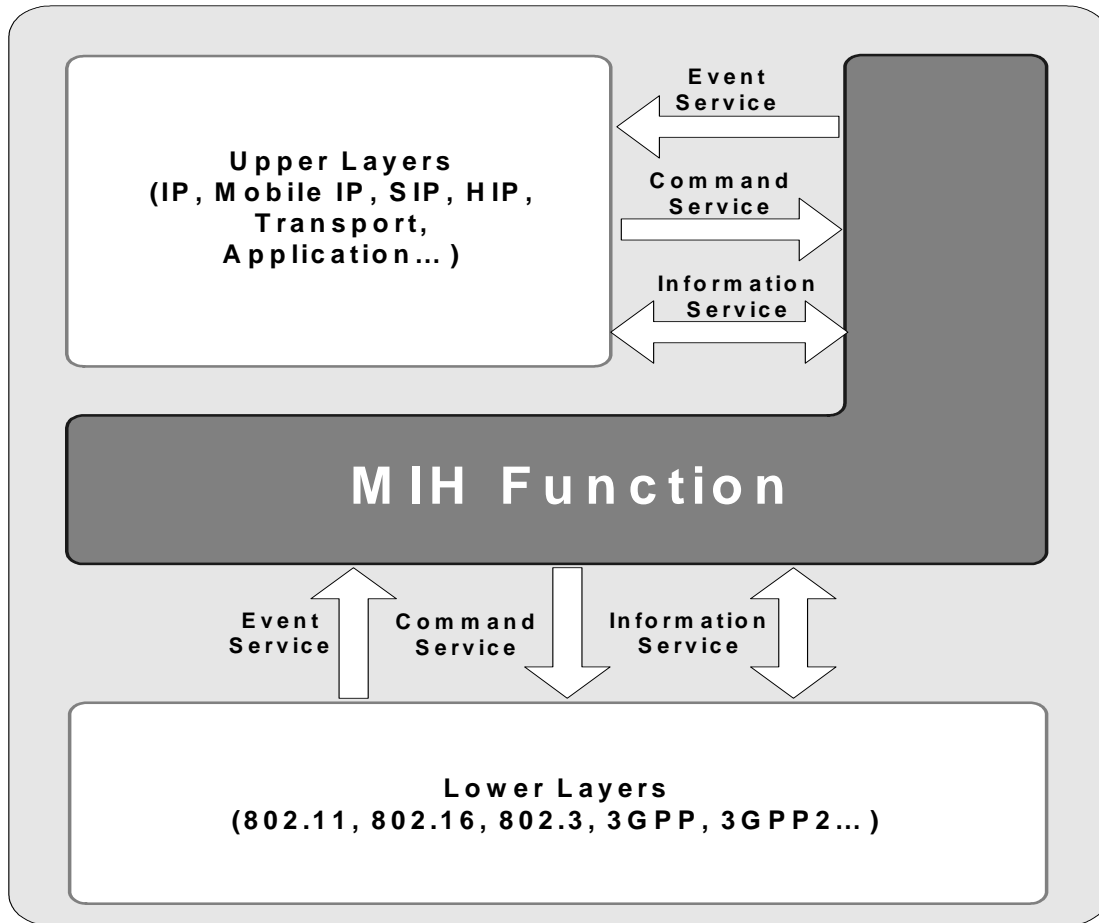 Upper Layers
(IP, Mobile IP, SIP, HIP,
Transport,
Application… )
Event
Service
Command
Service
Information
Service
MIH Function
Event
Service
Command
Service
Information
Service
Lower Layers
(802.11, 802.16, 802.3, 3GPP, 3GPP2… )